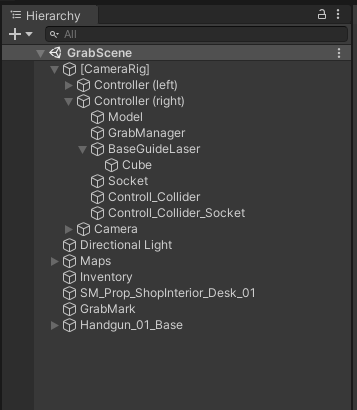 Hierarchy
All
GrabScene
[CameraRig]
Controller (left)
Controller (right)
Model
GrabManager
BaseGuideLaser
Cube
Socket
Controll_Collider
Controll_Collider_Socket
Camera
Directional Light
Maps
Inventory
SM_Prop_ShopInterior_Desk_01
GrabMark
Handgun_01_Base